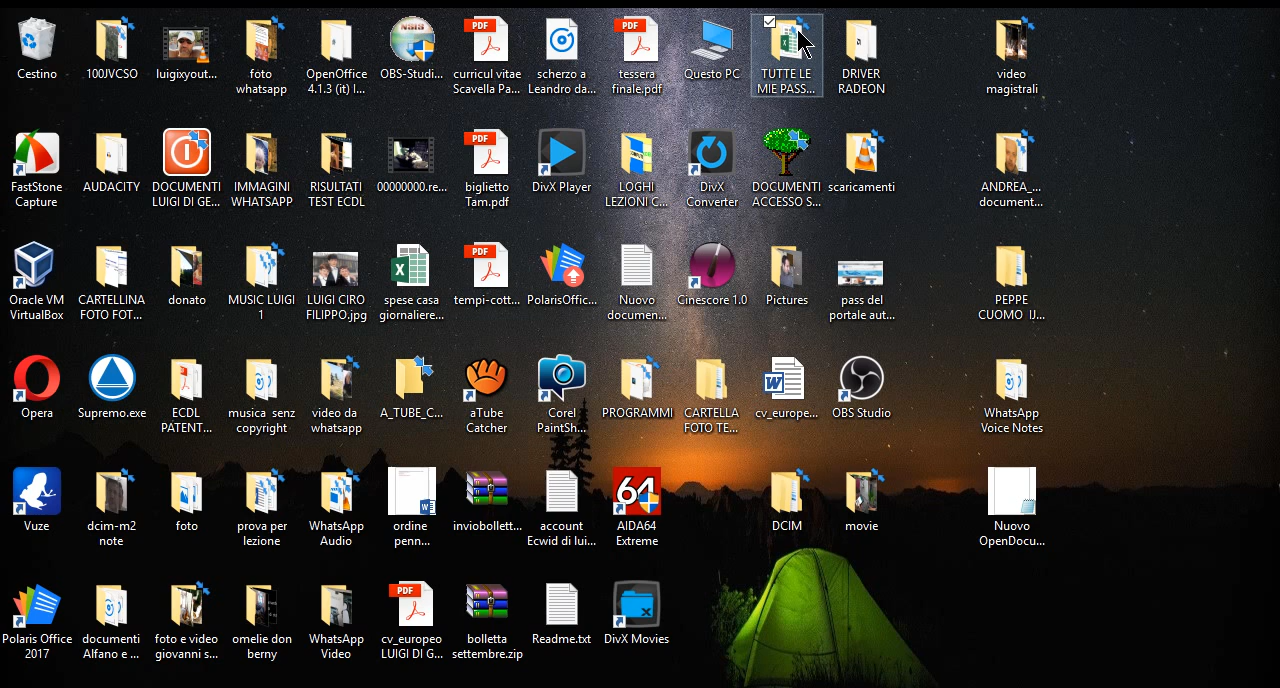 Cestino
100JVCSO
luigixyout...
foto
whatsapp
OpenOffice
4.1.3 (it) I...
OBS-Studi...
curricul vitae
Scavella Pa...
scherzo a
Leandro da...
tessera
finale.pdf
Questo PC
TUTTE LE
MIE PASS...
DRIVER
RADEON
video
magistrali
FastStone
Capture
AUDACITY
DOCUMENTI
LUIGI DI GE...
IMMAGINI
WHATSAPP
RISULTATI
TEST ECDL
00000000.re...
PDF
biglietto
Tam.pdf
DivX Player
LOGHI
LEZIONI C...
DivX
Converter
DOCUMENTI
ACCESSO S...
scaricamenti
ANDREA_...
document...
Oracle VM
VirtualBox
CARTELLINA
FOTO FOT...
donato
MUSIC LUIGI
1
LUIGI CIRO
FILIPPO.jpg
spese casa
giornaliere...
PDF
tempi-cott...
PolarisOffic...
Nuovo
documen...
Cinescore 1.0
Pictures
pass del
portale aut...
PEPPE
CUOMO IJ...
Opera
Supremo.exe
ECDL
PATENT...
musica senz
copyright
video da
whatsapp
A_TUBE_C...
aTube
Catcher
Corel
PaintSh...
PROGRAMMI
CARTELLA
FOTO TE...
cv_europe...
OBS Studio
WhatsApp
Voice Notes
Vuze
dcim-m2
note
foto
prova per
lezione
WhatsApp
Audio
ordine
penn...
inviobollett...
account
Ecwid di lui...
64
AIDA64
Extreme
DCIM
movie
Nuovo
OpenDocu...
Polaris Office
2017
documenti
Alfano e ...
foto e video
giovanni s...
omelie don
berny
WhatsApp
Video
PDF
cv_europeo
LUIGI DI G...
bolletta
settembre.zip
Readme.txt
DivX Movies